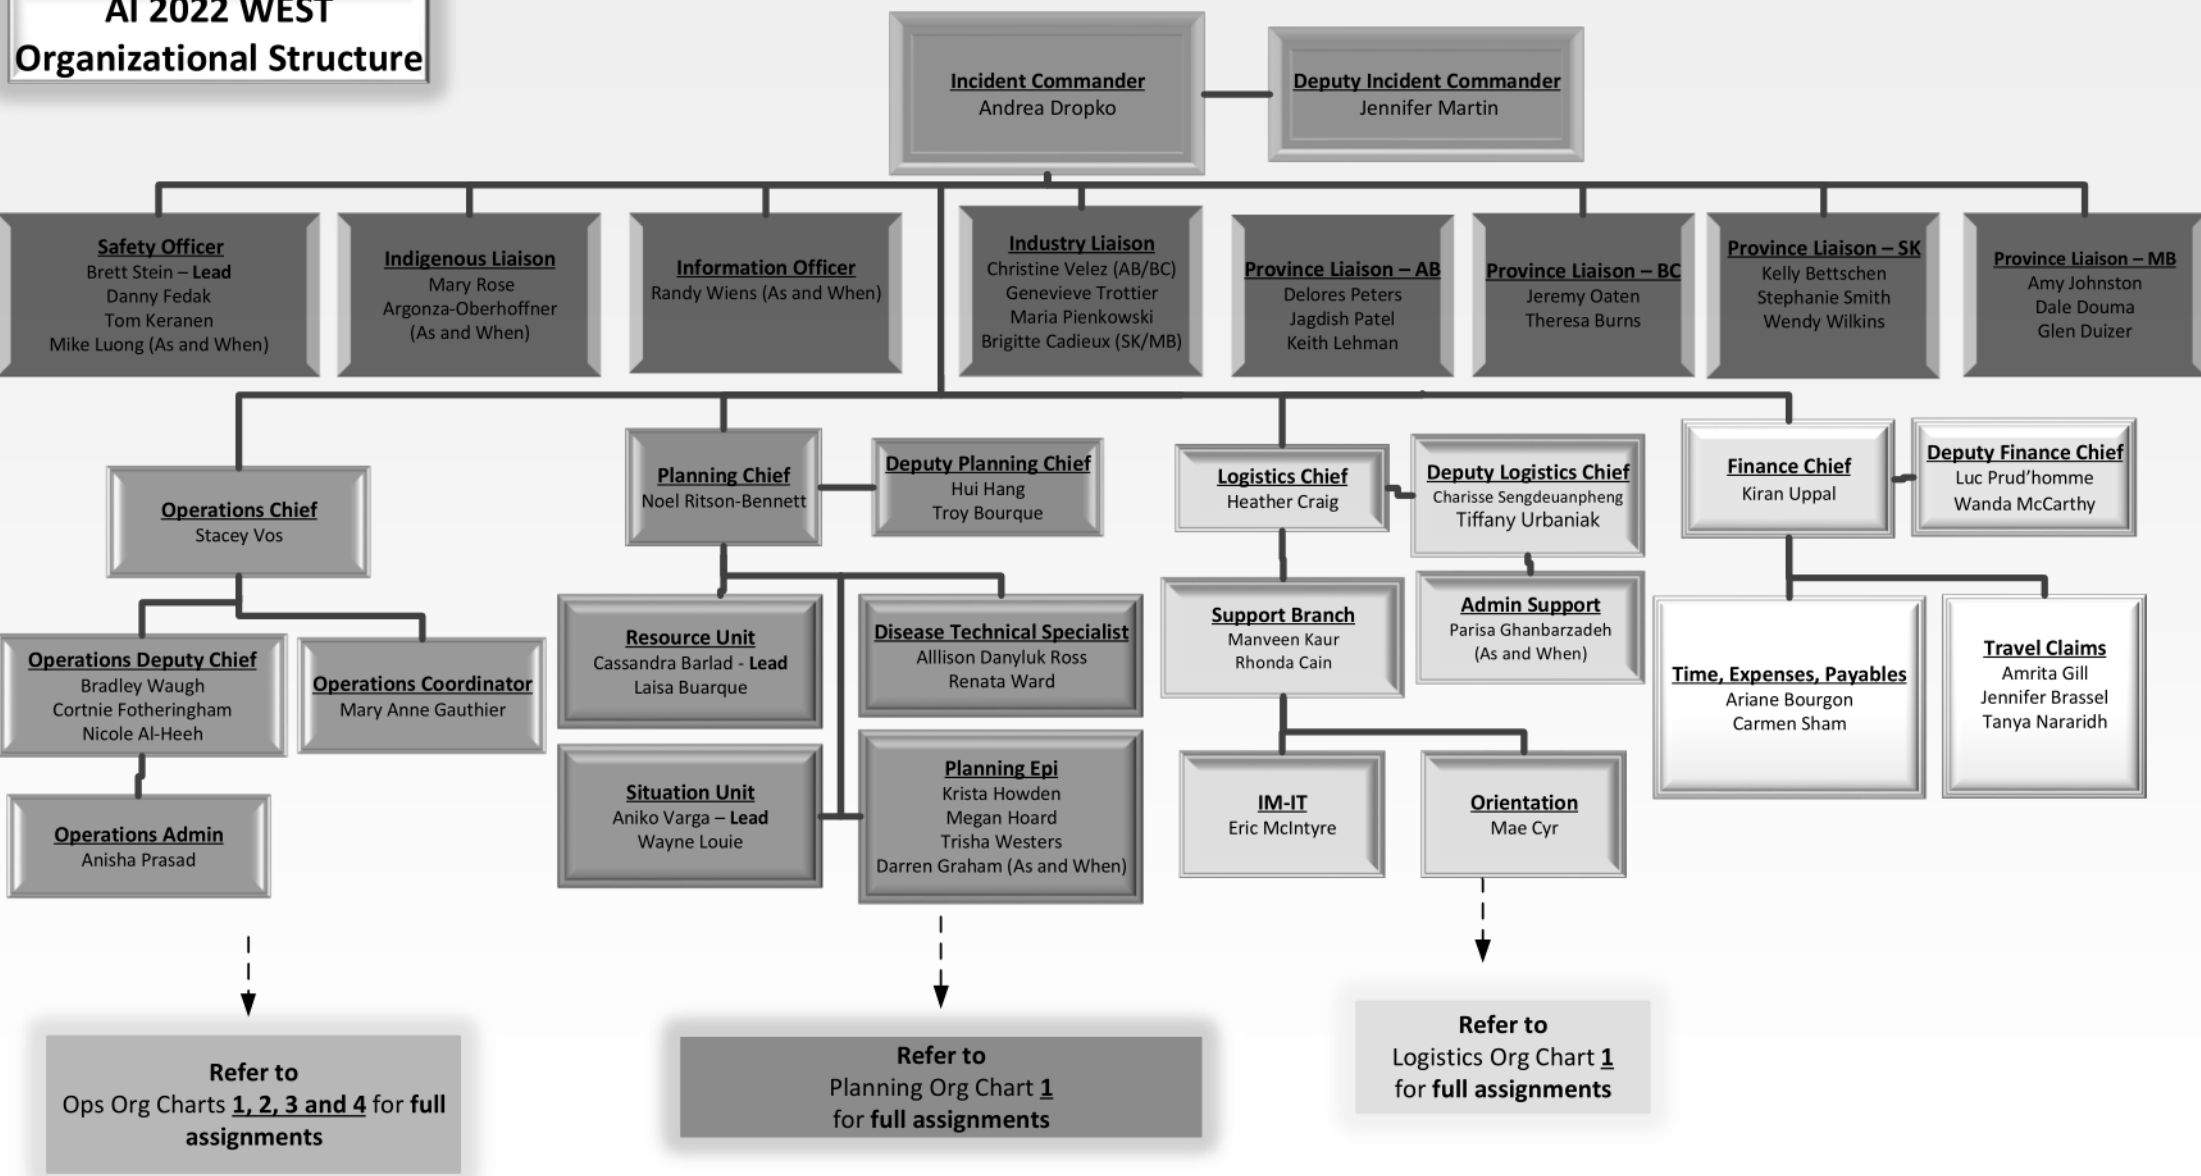 AI 2022 WEST
Organizational Structure
Incident Commander
Andrea Dropko
Deputy Incident Commander
Jennifer Martin
Safety Officer
Brett Stein – Lead
Danny Fedak
Tom Keranen
Mike Luong (As and When)
Indigenous Liaison
Mary Rose
Argonza-Oberhoffner
(As and When)
Information Officer
Randy Wiens (As and When)
Industry Liaison
Christine Velez (AB/BC)
Genevieve Trottier
Maria Pienkowski
Brigitte Cadieux (SK/MB)
Province Liaison – AB
Delores Peters
Jagdish Patel
Keith Lehman
Province Liaison – BC
Jeremy Oaten
Theresa Burns
Province Liaison – SK
Kelly Bettschen
Stephanie Smith
Wendy Wilkins
Province Liaison – MB
Amy Johnston
Dale Douma
Glen Duizer
Operations Chief
Stacey Vos
Planning Chief
Noel Ritson-Bennett
Deputy Planning Chief
Hui Hang
Troy Bourque
Logistics Chief
Heather Craig
Deputy Logistics Chief
Charisse Sengdeuanpheng
Tiffany Urbaniak
Finance Chief
Kiran Uppal
Deputy Finance Chief
Luc Prud’homme
Wanda McCarthy
Operations Deputy Chief
Bradley Waugh
Cortnie Fotheringham
Nicole Al-Heeh
Operations Coordinator
Mary Anne Gauthier
Resource Unit
Cassandra Barlad - Lead
Laisa Buarque
Disease Technical Specialist
Alllison Danyluk Ross
Renata Ward
Support Branch
Manveen Kaur
Rhonda Cain
Admin Support
Parisa Ghanbarzadeh
(As and When)
Time, Expenses, Payables
Ariane Bourgon
Carmen Sham
Travel Claims
Amrita Gill
Jennifer Brassel
Tanya Nararidh
Operations Admin
Anisha Prasad
Situation Unit
Aniko Varga – Lead
Wayne Louie
Planning Epi
Krista Howden
Megan Hoard
Trisha Westers
Darren Graham (As and When)
IM-IT
Eric McIntyre
Orientation
Mae Cyr
Refer to
Ops Org Charts 1, 2, 3 and 4 for full
assignments
Refer to
Planning Org Chart 1
for full assignments
Refer to
Logistics Org Chart 1
for full assignments